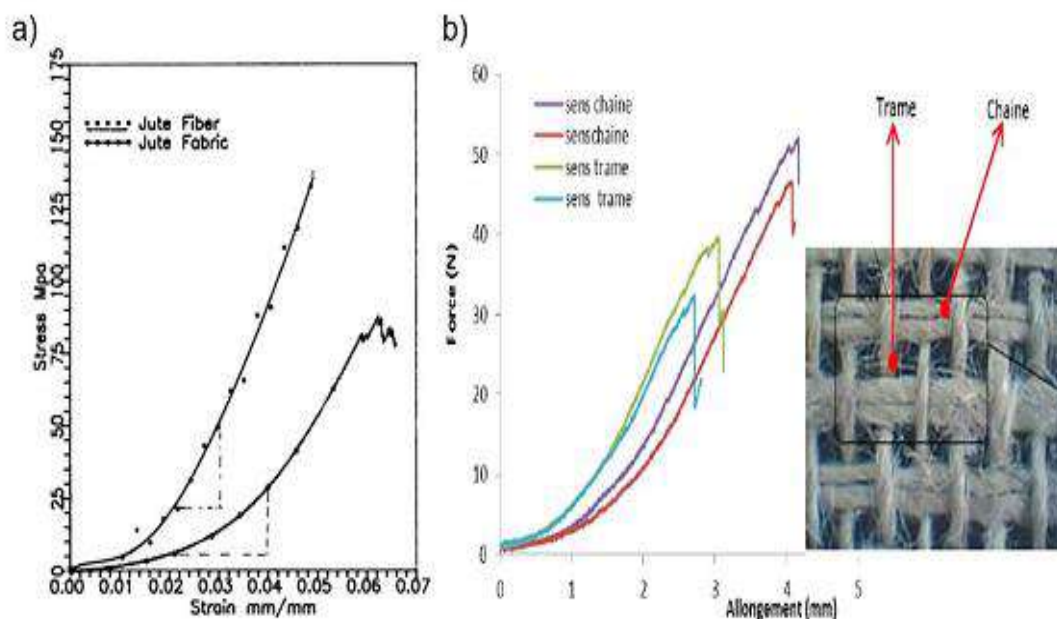 a)
175
150
125
100
75
50
25
0
Stress Mpa
Jute Fiber
Jute Fabric
0.00 0.01 0.02 0.03 0.04 0.05 0.06 0.07
Strain mm/mm
b)
60
50
40
30
20
10
0
Force (N)
sens chaine
senschaine
sens trame
sens trame
0 1 2 3 4 5
Allongement (mm)
Trame
Chaine